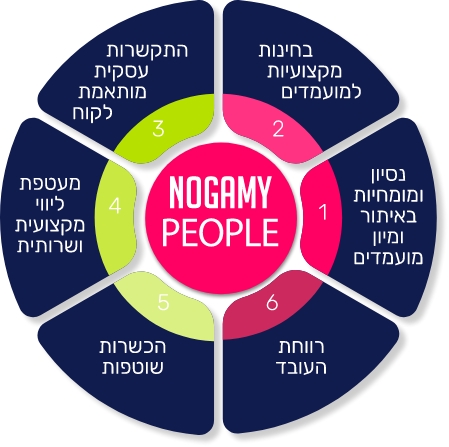 NOGAMY
PEOPLE
1
נסיון
ומומחיות
באיתור
ומיון
מועמדים
2
בחינות
מקצועיות
למועמדים
3
התקשרות
עסקית
מותאמת
לקוח
4
מעטפת
ליווי
מקצועית
ושרותית
5
הכשרות
שוטפות
6
רווחת
העובד